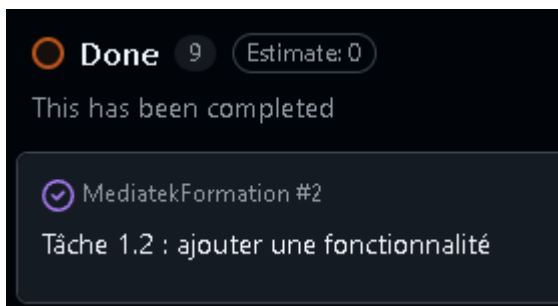 Done 9 Estimate: 0
This has been completed
MediatekFormation #2
Tâche 1.2 : ajouter une fonctionnalité